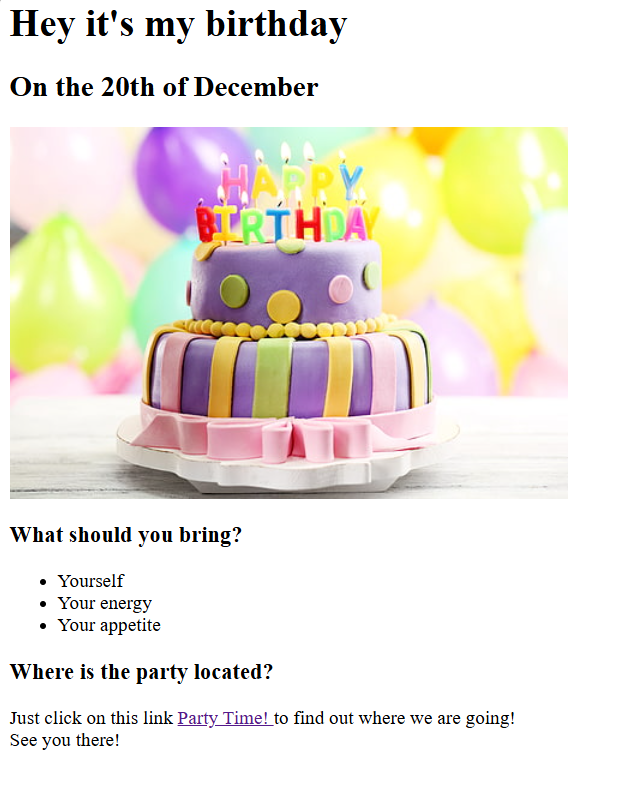 Hey it's my birthday
On the 20th of December
HAPPY
BIRTHDAY
What should you bring?
Yourself
Your energy
Your appetite
Where is the party located?
Just click on this link Party Time! to find out where we are going!
See you there!